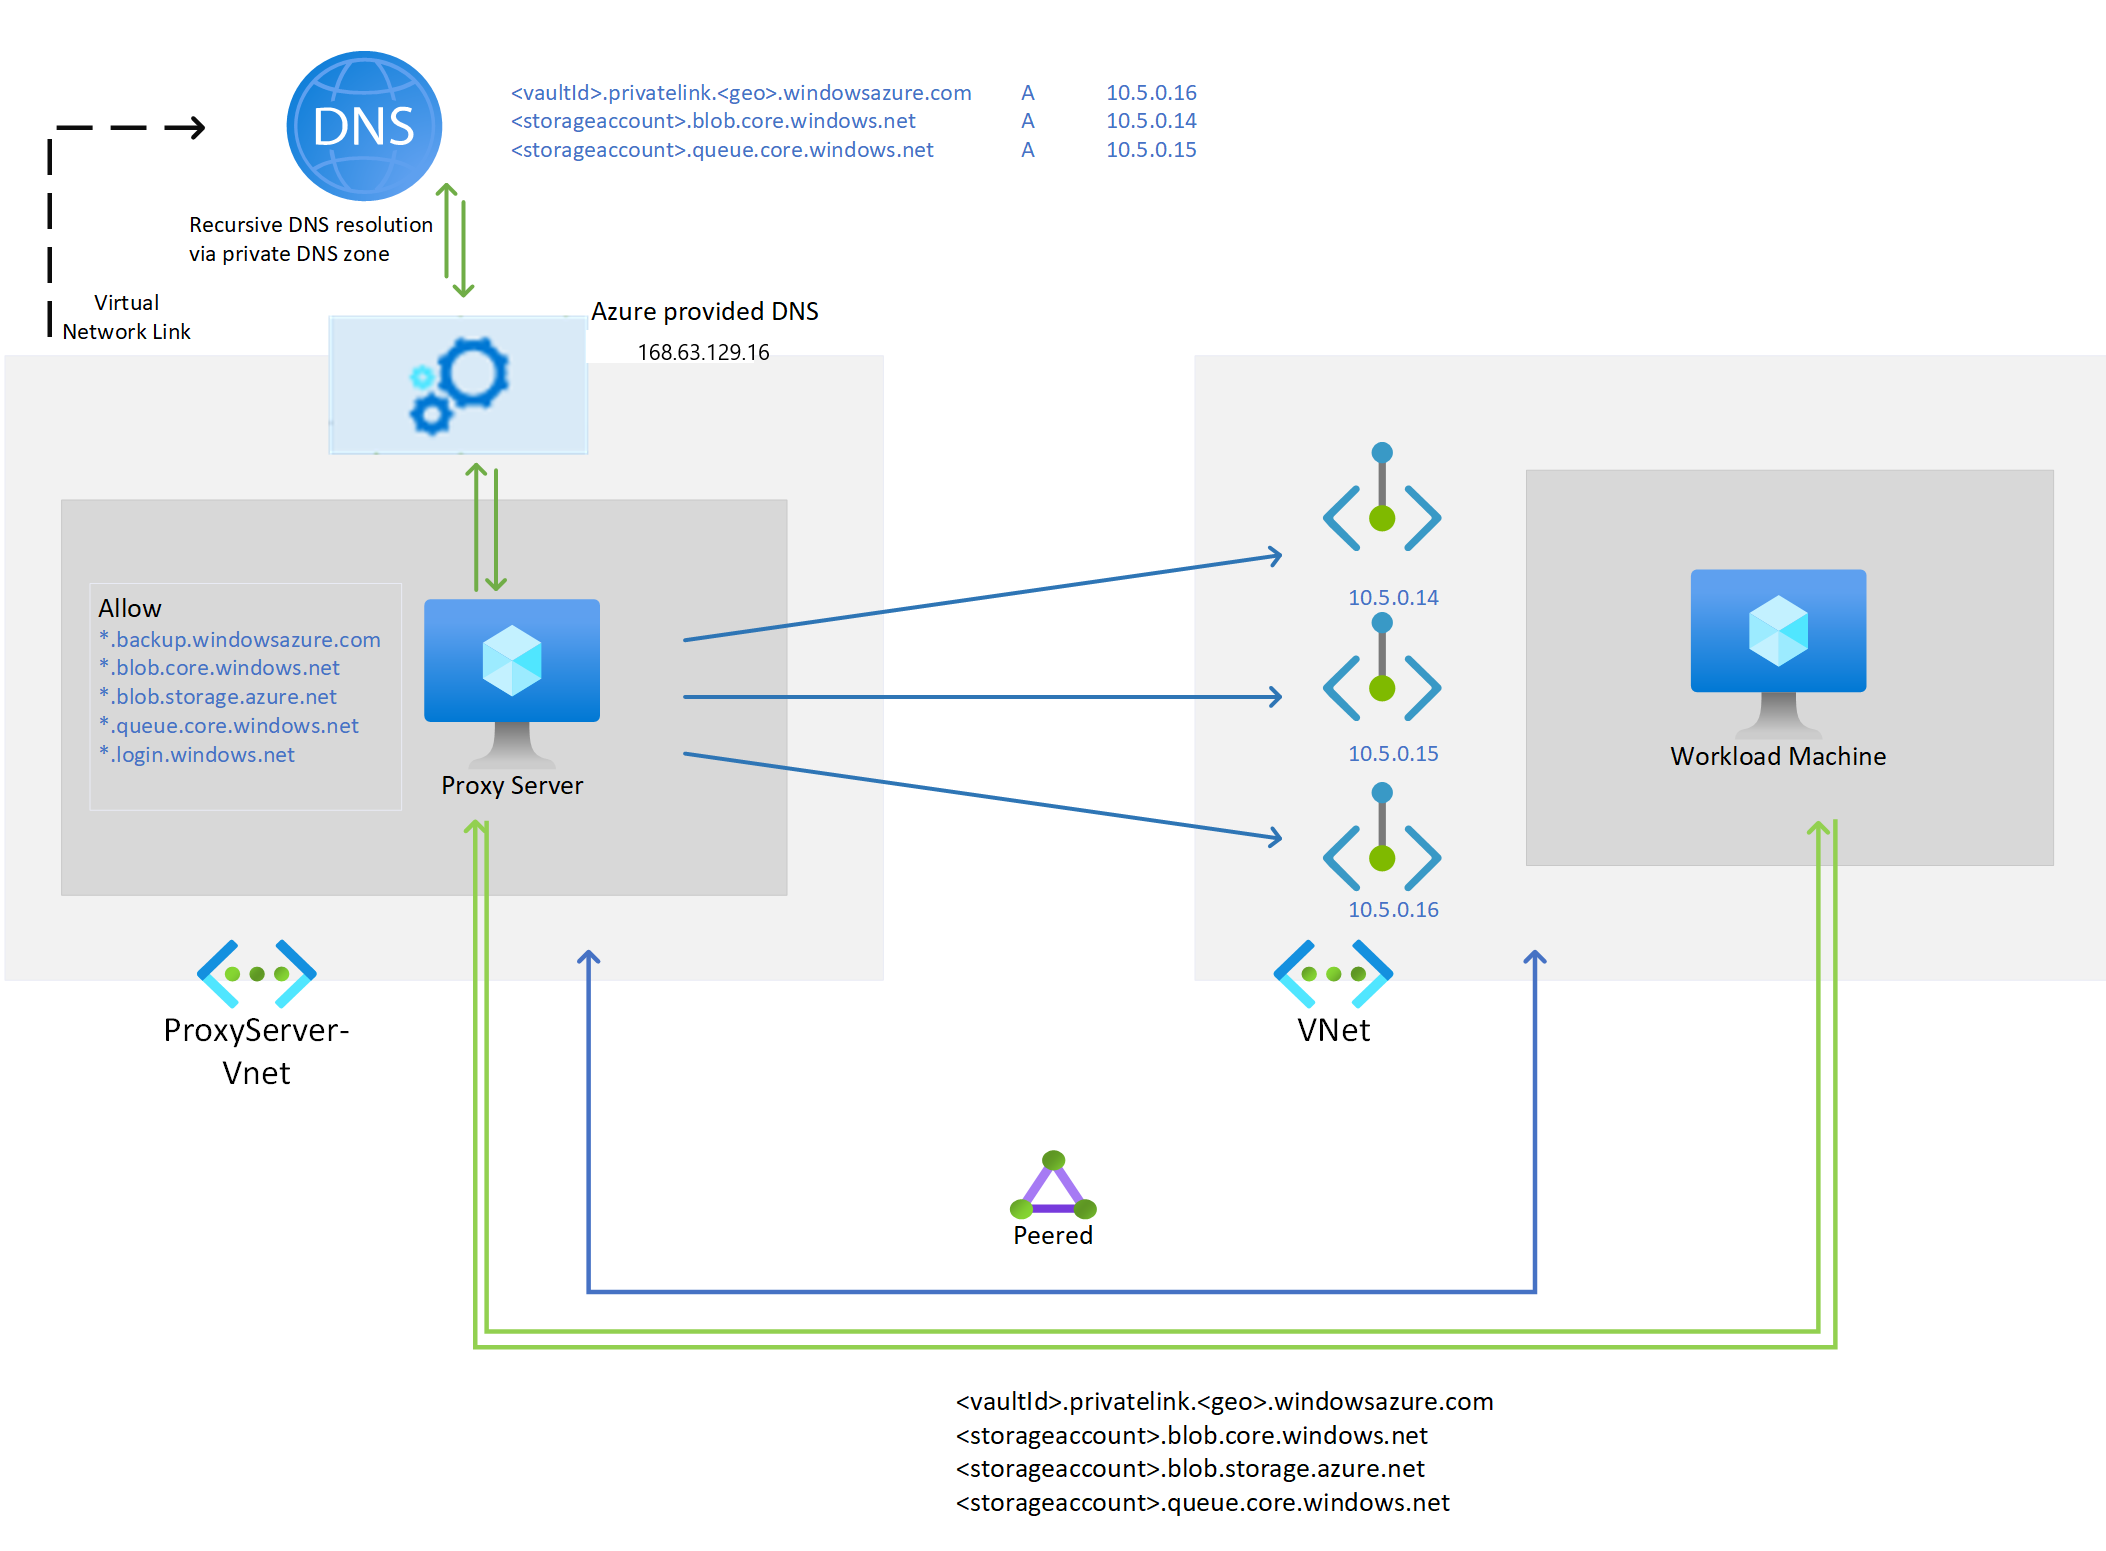 DNS
<vaultId>.privatelink.<geo>.windowsazure.com A 10.5.0.16
<storageaccount>.blob.core.windows.net A 10.5.0.14
<storageaccount>.queue.core.windows.net A 10.5.0.15
Recursive DNS resolution
via private DNS zone
Virtual
Network Link
Azure provided DNS
168.63.129.16
Allow
*.backup.windowsazure.com
*.blob.core.windows.net
*.blob.storage.azure.net
*.queue.core.windows.net
*.login.windows.net
Proxy Server
10.5.0.14
10.5.0.15
10.5.0.16
Workload Machine
ProxyServer-
Vnet
VNet
Peered
<vaultId>.privatelink.<geo>.windowsazure.com
<storageaccount>.blob.core.windows.net
<storageaccount>.blob.storage.azure.net
<storageaccount>.queue.core.windows.net